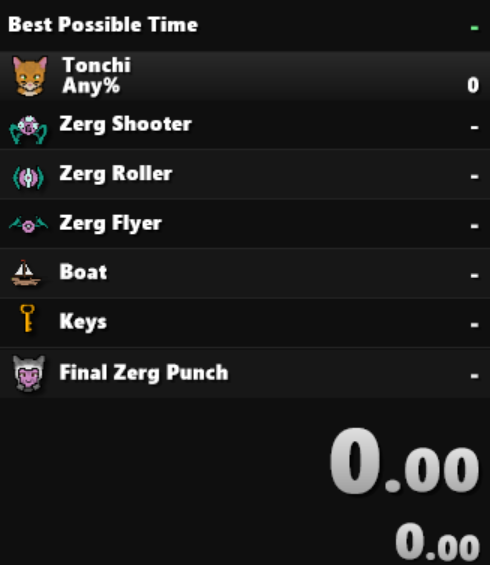 Best Possible Time -
Tonchi
Any% 0
Zerg Shooter -
Zerg Roller -
Zerg Flyer -
Boat -
Keys -
Final Zerg Punch -
0.00
0.00